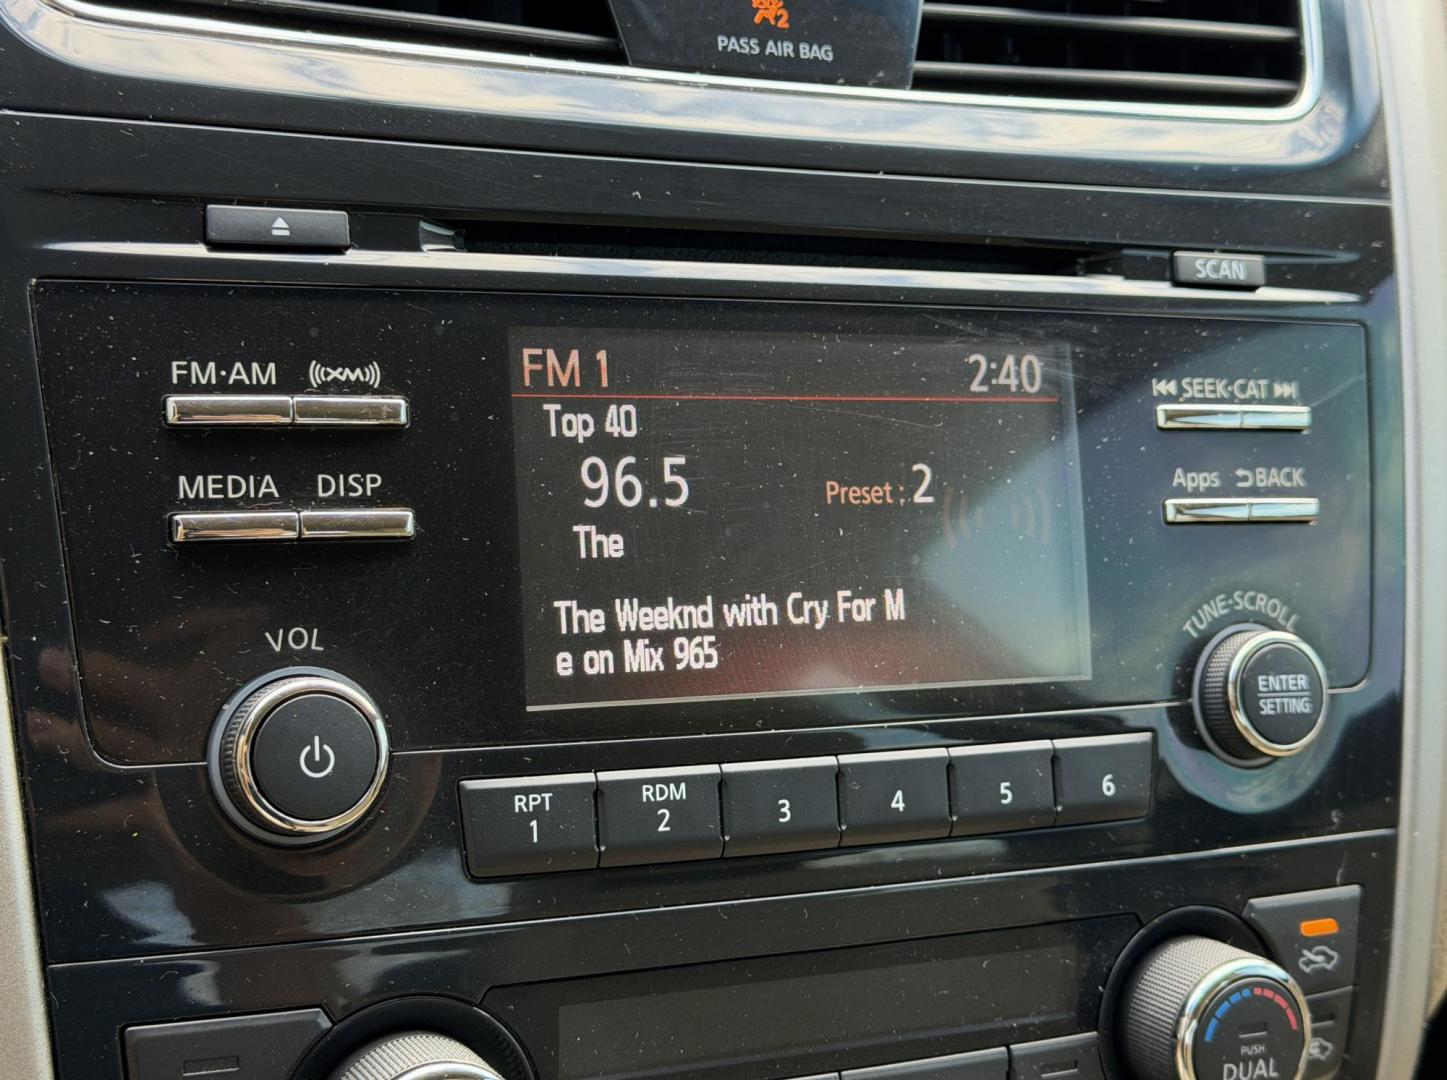 2
PASS AIR BAG
SCAN
FM·AM ((XM))
MEDIA DISP
VOL
FM 1 2:40
Top 40
96.5 Preset : 2
The
The Weeknd with Cry For M
e on Mix 965
SEEK·CAT
Apps BACK
TUNE·SCROLL
ENTER
SETTING
RPT
1
RDM
2
3
4
5
6
PUSH
DUAL